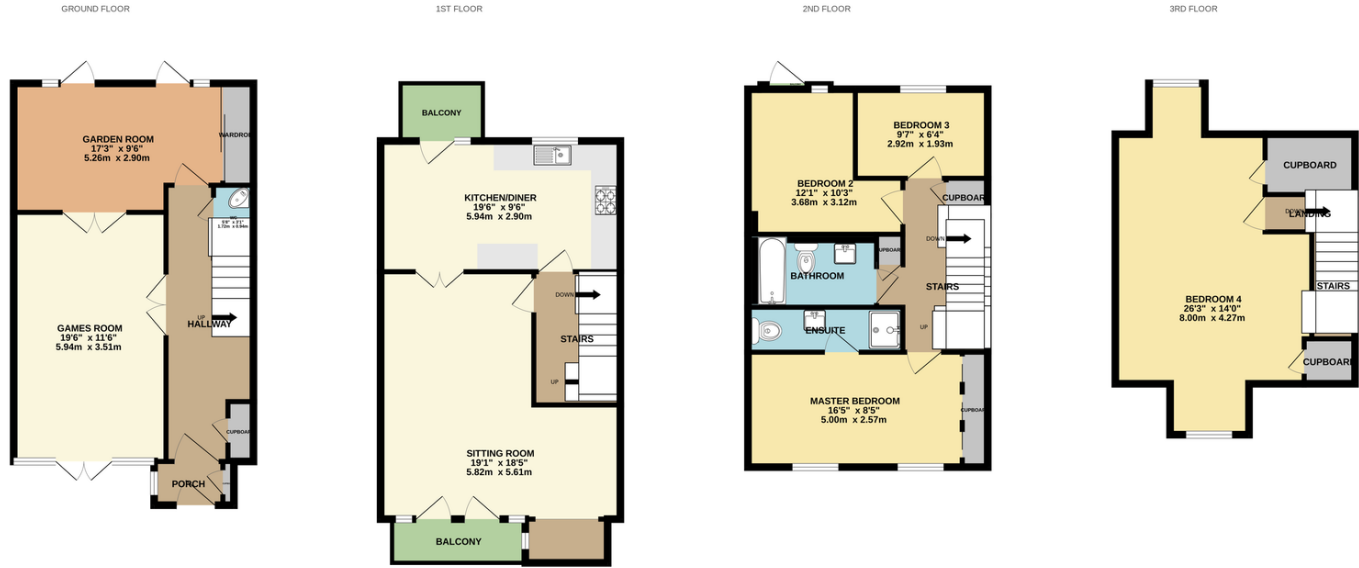 GROUND FLOOR
1ST FLOOR
2ND FLOOR
3RD FLOOR
GARDEN ROOM
17'3" x 9'6"
5.26m x 2.90m
WARDROB
UP
HALLWAY
GAMES ROOM
19'6" x 11'6"
5.94m x 3.51m
CUPBOAR
PORCH
BALCONY
KITCHEN/DINER
19'6" x 9'6"
5.94m x 2.90m
DOWN
STAIRS
UP
SITTING ROOM
19'1" x 18'5"
5.82m x 5.61m
BALCONY
BEDROOM 3
9'7" x 6'4"
2.92m x 1.93m
BEDROOM 2
12'1" x 10'3"
3.68m x 3.12m
CUPBOAR
DOWN
UPBOAR
BATHROOM
STAIRS
UP
ENSUITE
MASTER BEDROOM
16'5" x 8'5"
5.00m x 2.57m
CUPBOAR
CUPBOARD
DOWN
LANDING
STAIRS
BEDROOM 4
26'3" x 14'0"
8.00m x 4.27m
CUPBOARD